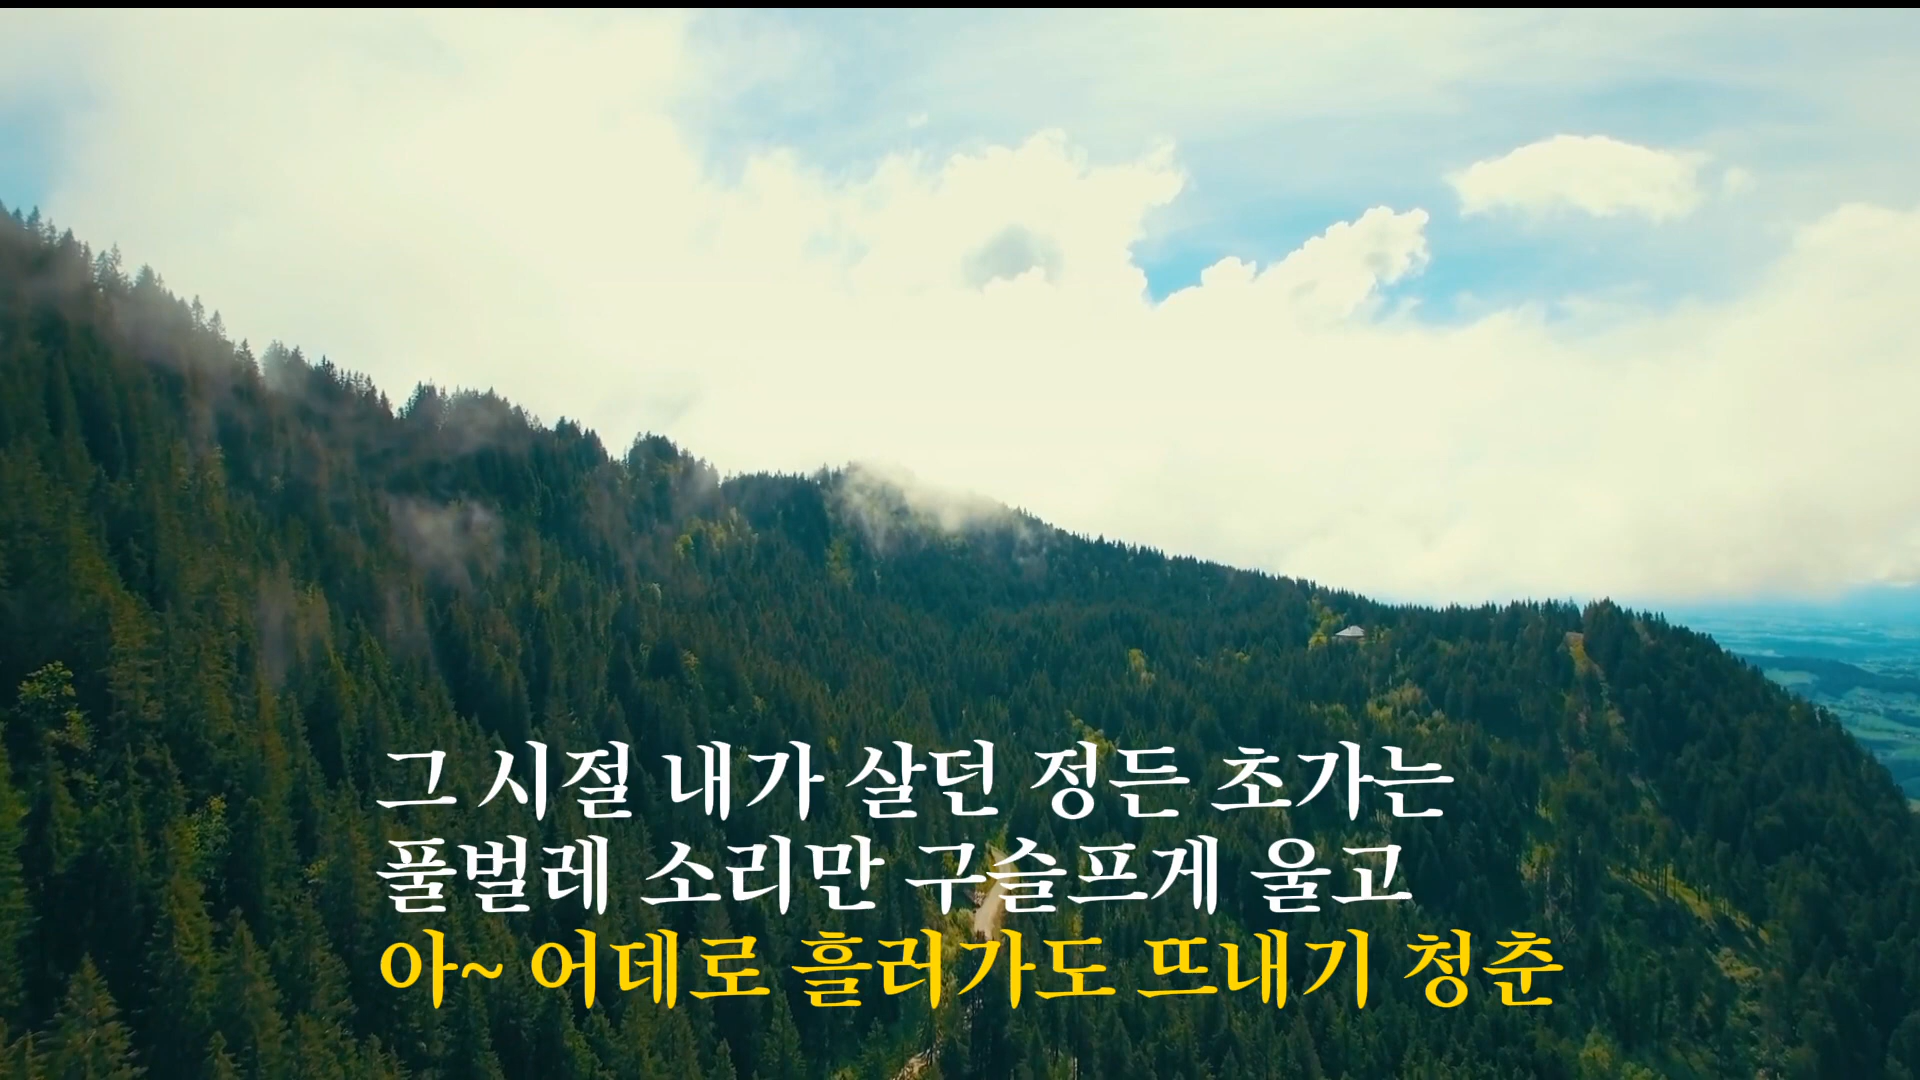 그 시절 내가 살던 정든 초가는
풀벌레 소리만 구슬프게 울고
아~ 어데로 흘러가도 뜨내기 청춘